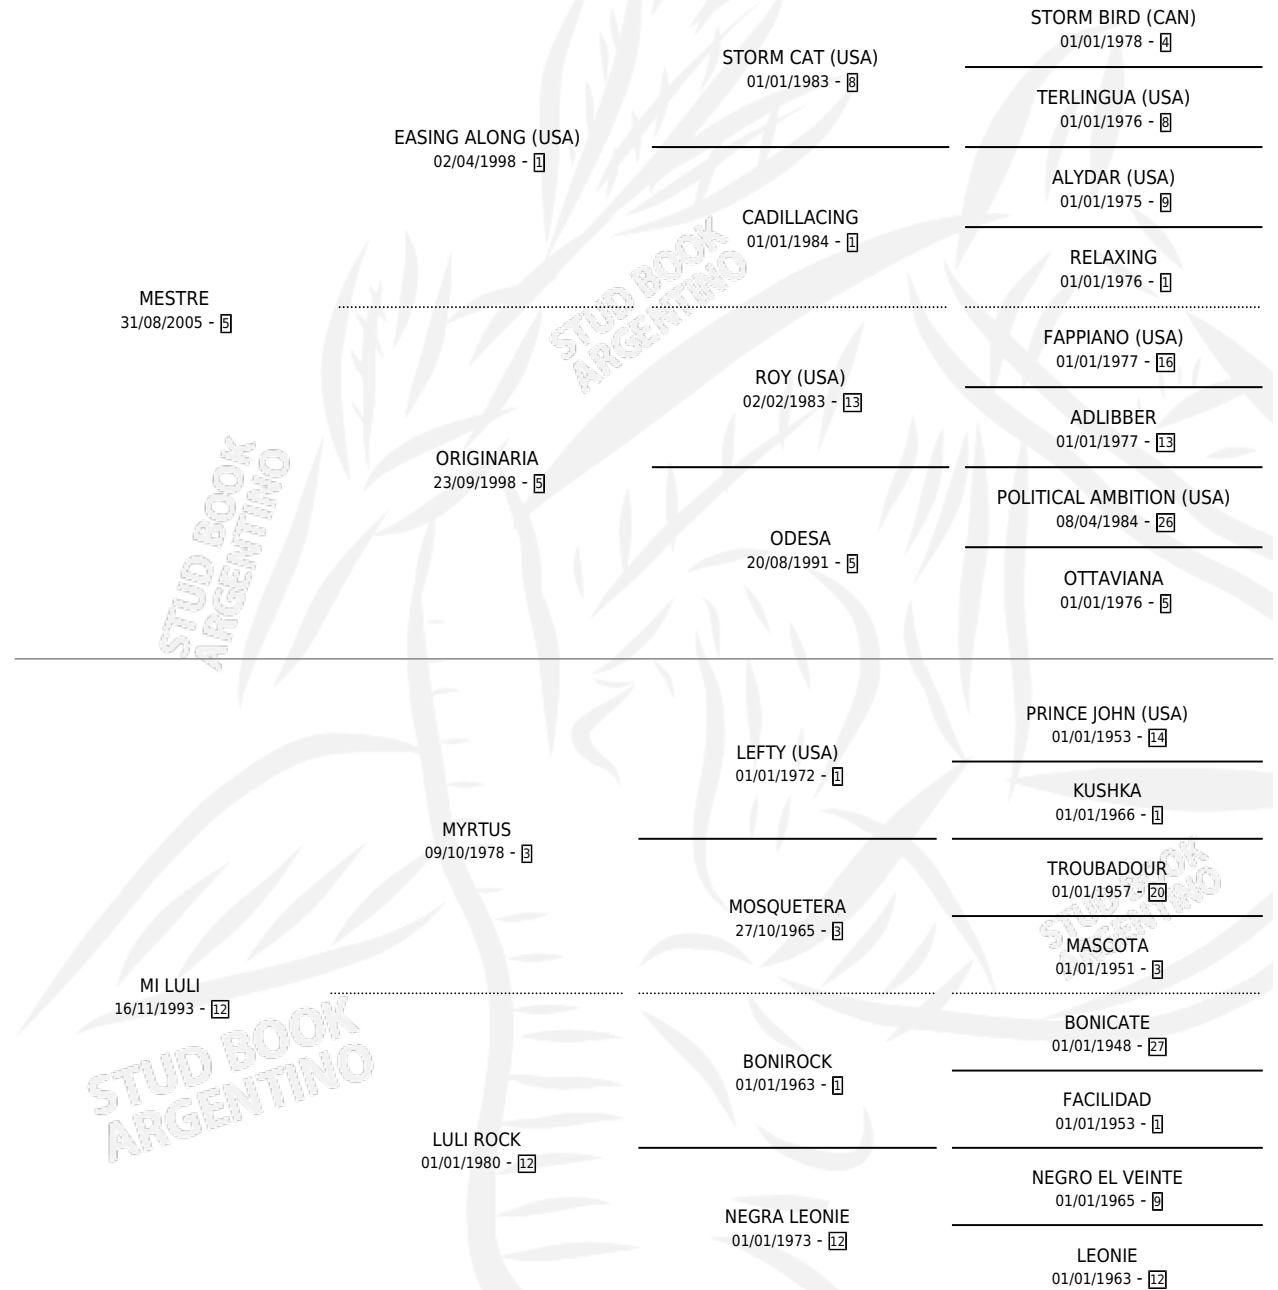 STORM BIRD (CAN)
01/01/1978 - 4
STORM CAT (USA)
01/01/1983 - 8
TERLINGUA (USA)
01/01/1976 - 8
EASING ALONG (USA)
02/04/1998 - 1
ALYDAR (USA)
01/01/1975 - 9
CADILLACING
01/01/1984 - 1
RELAXING
01/01/1976 - 1
MESTRE
31/08/2005 - 5
FAPPIANO (USA)
01/01/1977 - 16
ROY (USA)
02/02/1983 - 13
ADLIBBER
01/01/1977 - 13
ORIGINARIA
23/09/1998 - 5
POLITICAL AMBITION (USA)
08/04/1984 - 26
ODESA
20/08/1991 - 5
OTTAVIANA
01/01/1976 - 5
PRINCE JOHN (USA)
01/01/1953 - 14
LEFTY (USA)
01/01/1972 - 1
KUSHKA
01/01/1966 - 1
MYRTUS
09/10/1978 - 3
TROUBADOUR
01/01/1957 - 20
MOSQUETERA
27/10/1965 - 3
MASCOTA
01/01/1951 - 3
MI LULI
16/11/1993 - 12
BONICATE
01/01/1948 - 27
BONIROCK
01/01/1963 - 1
FACILIDAD
01/01/1953 - 1
LULI ROCK
01/01/1980 - 12
NEGRO EL VEINTE
01/01/1965 - 9
NEGRA LEONIE
01/01/1973 - 12
LEONIE
01/01/1963 - 12
STUD BOOK
ARGENTINO
STUD BOOK
ARGENTINO
STUD BOOK
ARGENTINO
STUD BOOK
ARGENTINO